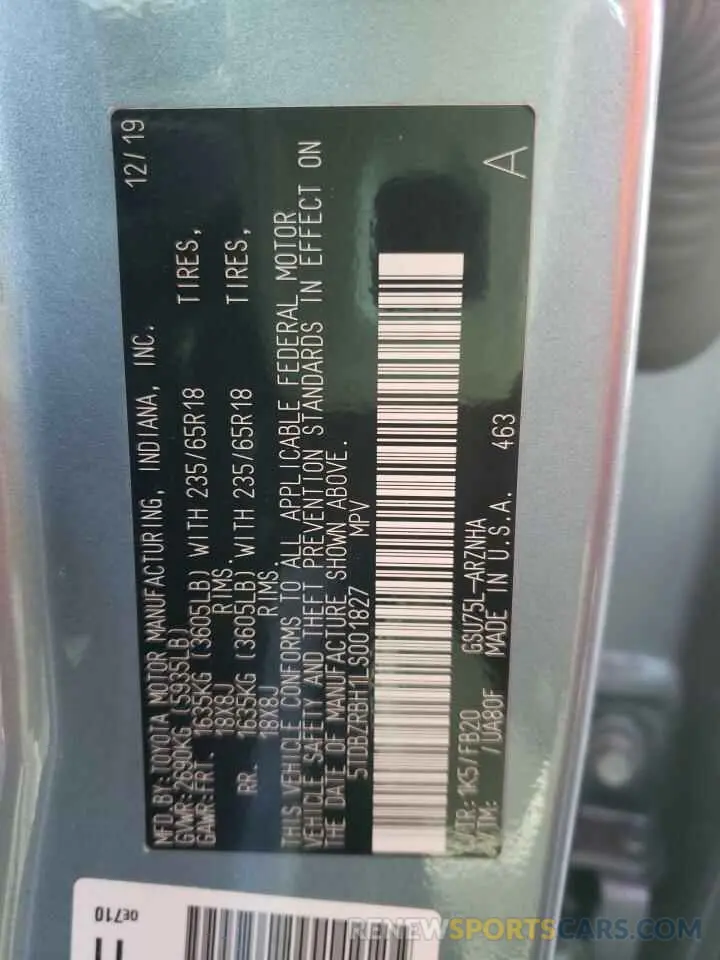 MFD.BY:TOYOTA MOTOR MANUFACTURING, INDIANA, INC. 12/19
GVWR:2690KG (5935LB)
GAWR:FRT. 1635KG (3605LB) WITH 235/65R18 TIRES,
18X8J RIMS.
RR. 1635KG (3605LB) WITH 235/65R18 TIRES,
18X8J RIMS.
THIS VEHICLE CONFORMS TO ALL APPLICABLE FEDERAL MOTOR
VEHICLE SAFETY AND THEFT PREVENTION STANDARDS IN EFFECT ON
THE DATE OF MANUFACTURE SHOWN ABOVE.
5TDBZRBH1LS001827 MPV
C/TR:1K5/FB20 GSU75L-ARZNHA
A/TM: /UA80F MADE IN U.S.A. 463
A
0E710
RENEWSPORTSCARS.COM